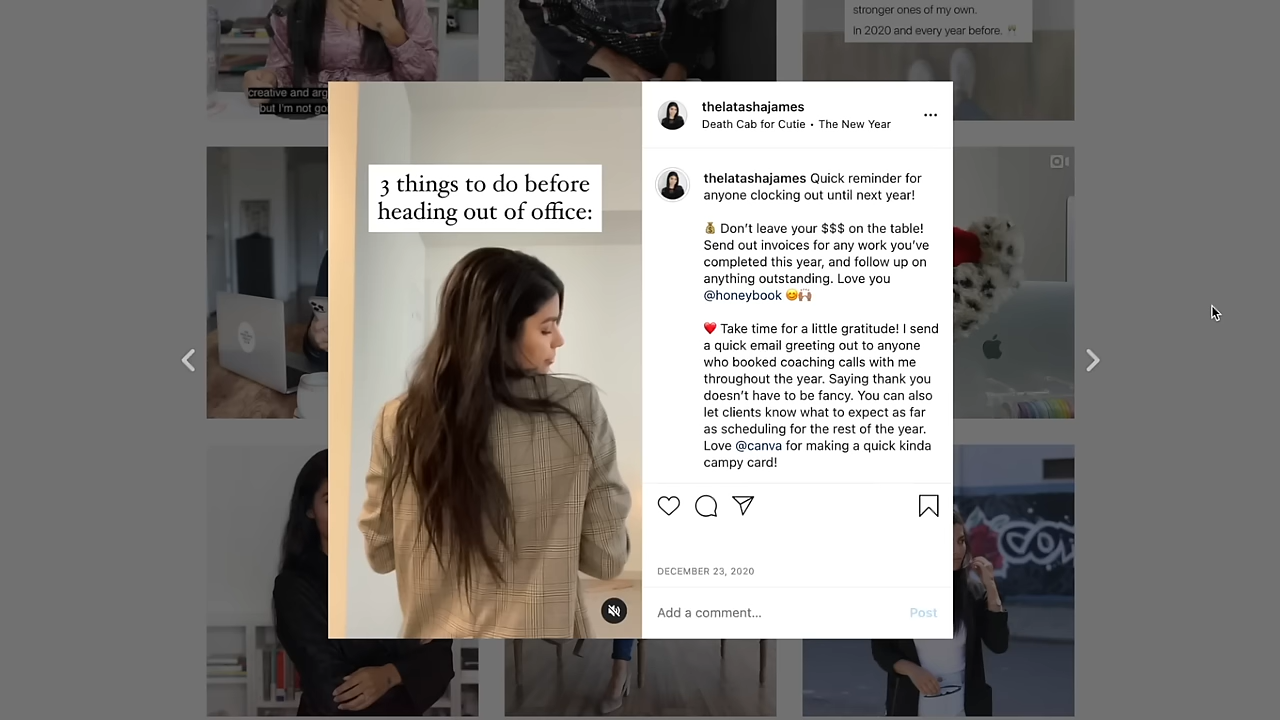 stronger ones of my own.
In 2020 and every year before.
creative and
but I'm not
3 things to do before
heading out of office:
thelatashajames
Death Cab for Cutie • The New Year
thelatashajames Quick reminder for
anyone clocking out until next year!
💰 Don't leave your $$$ on the table!
Send out invoices for any work you've
completed this year, and follow up on
anything outstanding. Love you
@honeybook 😊🙌🏽
❤️ Take time for a little gratitude! I send
a quick email greeting out to anyone
who booked coaching calls with me
throughout the year. Saying thank you
doesn't have to be fancy. You can also
let clients know what to expect as far
as scheduling for the rest of the year.
Love @canva for making a quick kinda
campy card!
DECEMBER 23, 2020
Add a comment...
Post